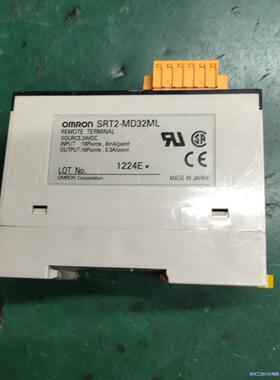 OMRON SRT2-MD32ML
REMOTE TERMINAL
SOURCE:24VDC
INPUT :16Points , 6mA/point
OUTPUT:16Points , 0.3A/point
LOT No. 1224E
OMRON Corporation
MADE IN JAPAN